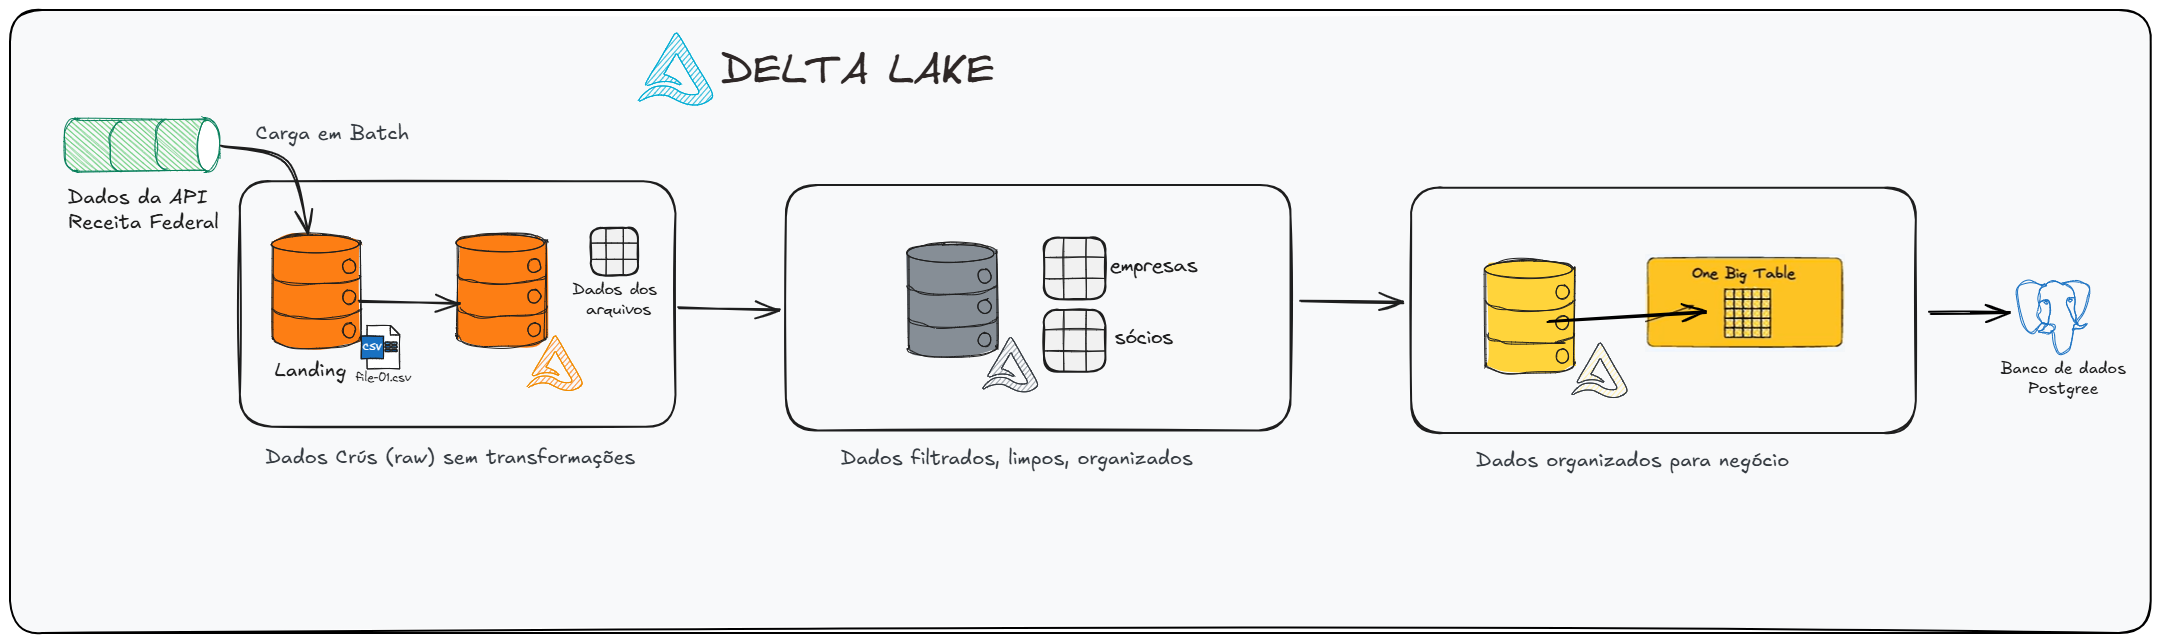 DELTA LAKE
Carga em Batch
Dados da API
Receita Federal
Dados dos
arquivos
Landing
CSV
file-01.csv
Dados Crús (raw) sem transformações
empresas
sócios
Dados filtrados, limpos, organizados
One Big Table
Dados organizados para negócio
Banco de dados
Postgree